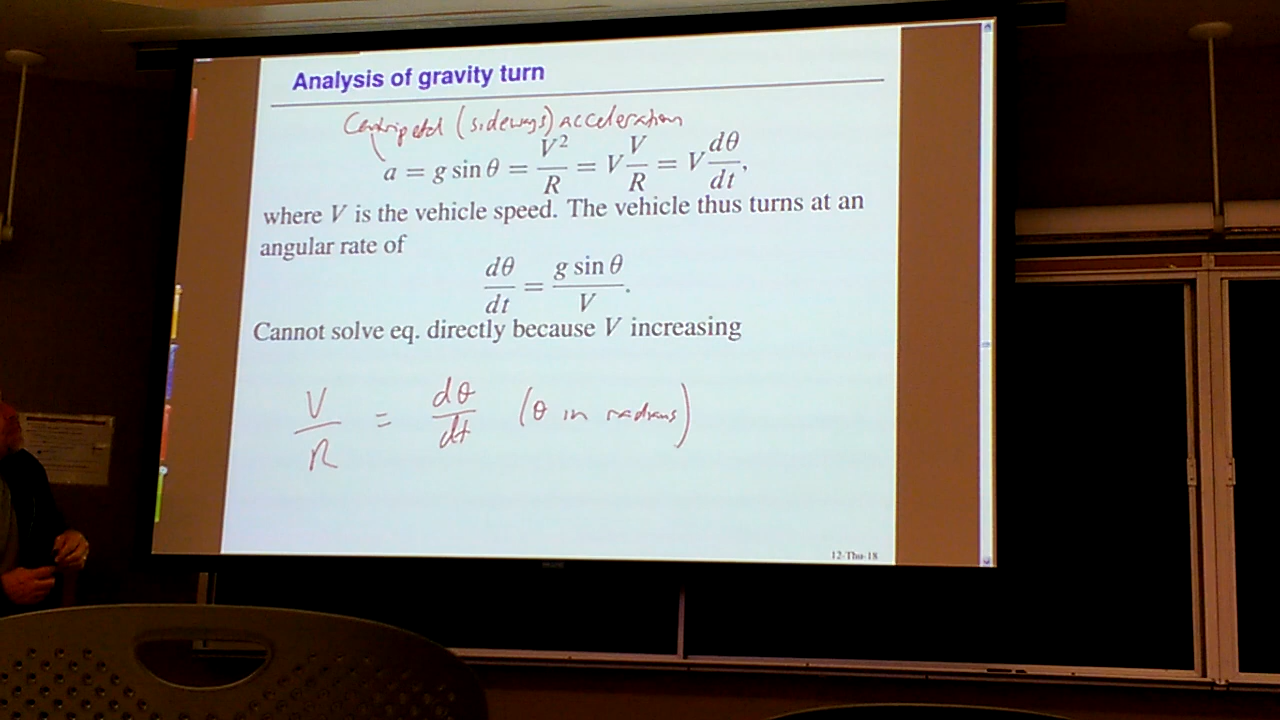 Analysis of gravity turn
Centripetal (sideways) acceleration
a = g sin θ = V²/R = V V/R = V dθ/dt,
where V is the vehicle speed. The vehicle thus turns at an
angular rate of
dθ/dt = g sin θ/V.
Cannot solve eq. directly because V increasing
V/R = dθ/dt (θ in radians)
12-Thu-18